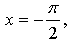 x = −π/2,